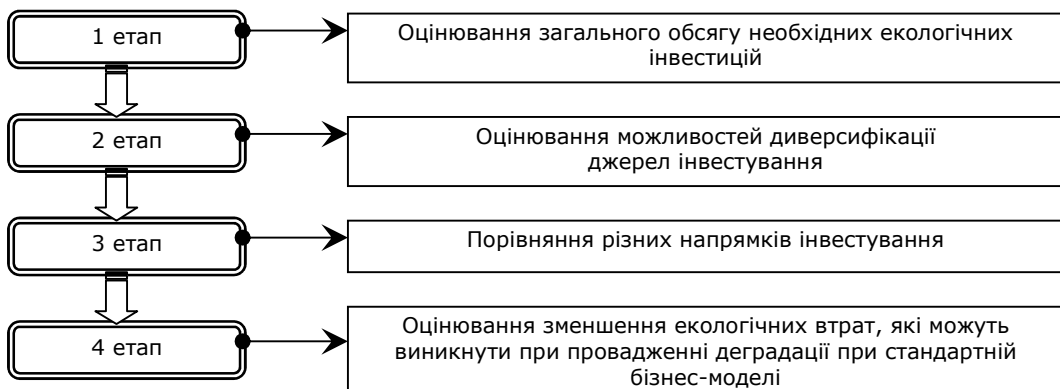 1 етап
Оцінювання загального обсягу необхідних екологічних
інвестицій
2 етап
Оцінювання можливостей диверсифікації
джерел інвестування
3 етап
Порівняння різних напрямків інвестування
4 етап
Оцінювання зменшення екологічних втрат, які можуть
виникнути при провадженні деградації при стандартній
бізнес-моделі